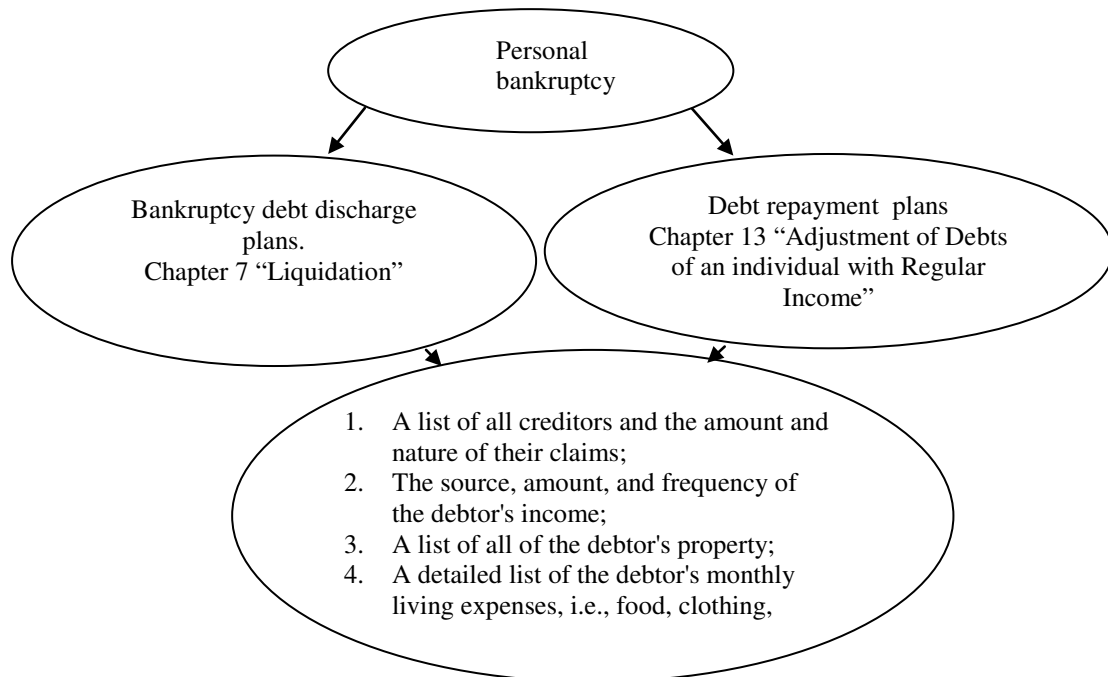 Personal
bankruptcy
Bankruptcy debt discharge
plans.
Chapter 7 “Liquidation”
Debt repayment plans
Chapter 13 “Adjustment of Debts
of an individual with Regular
Income”
1. A list of all creditors and the amount and
nature of their claims;
2. The source, amount, and frequency of
the debtor's income;
3. A list of all of the debtor's property;
4. A detailed list of the debtor's monthly
living expenses, i.e., food, clothing,